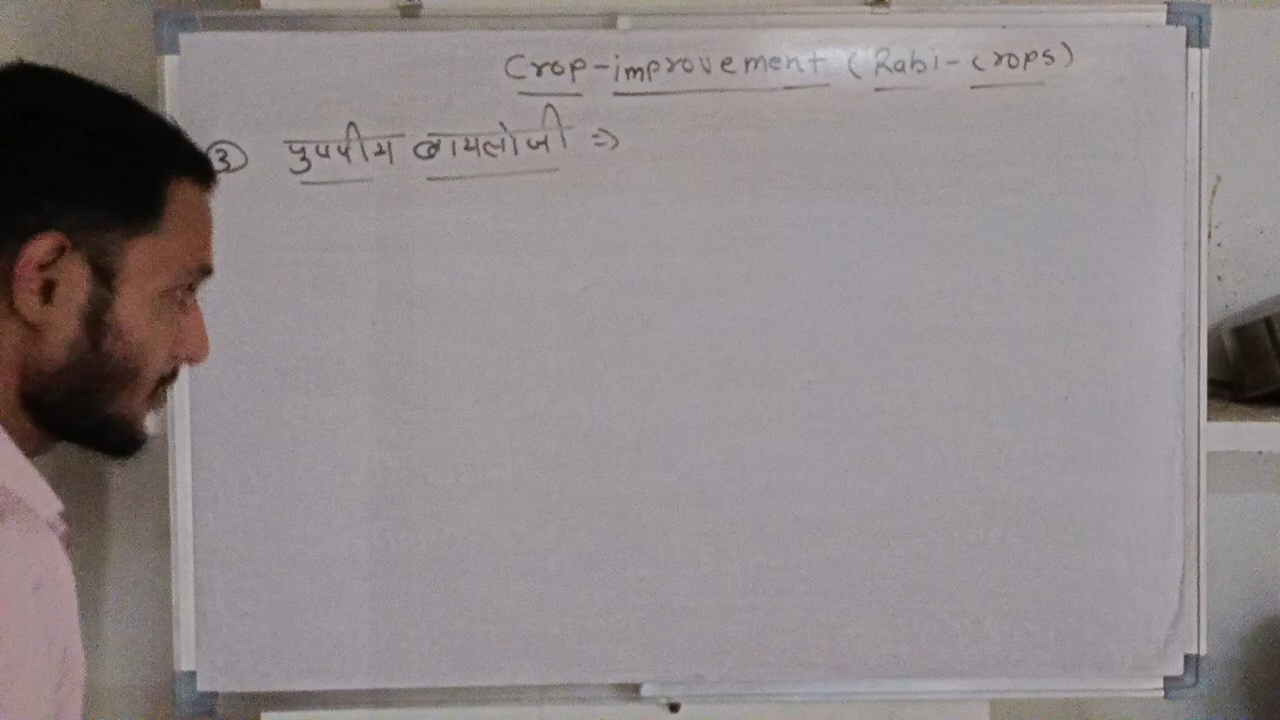 Crop-improvement (Rabi-crops)
③ पुष्पीय बायलोजी ⇒